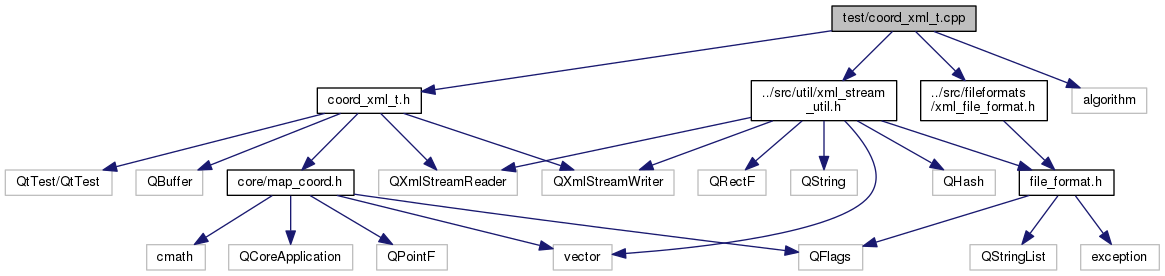 test/coord_xml_t.cpp
coord_xml_t.h
../src/util/xml_stream
_util.h
../src/fileformats
/xml_file_format.h
algorithm
QtTest/QtTest
QBuffer
core/map_coord.h
QXmlStreamReader
QXmlStreamWriter
QRectF
QString
QHash
file_format.h
cmath
QCoreApplication
QPointF
vector
QFlags
QStringList
exception